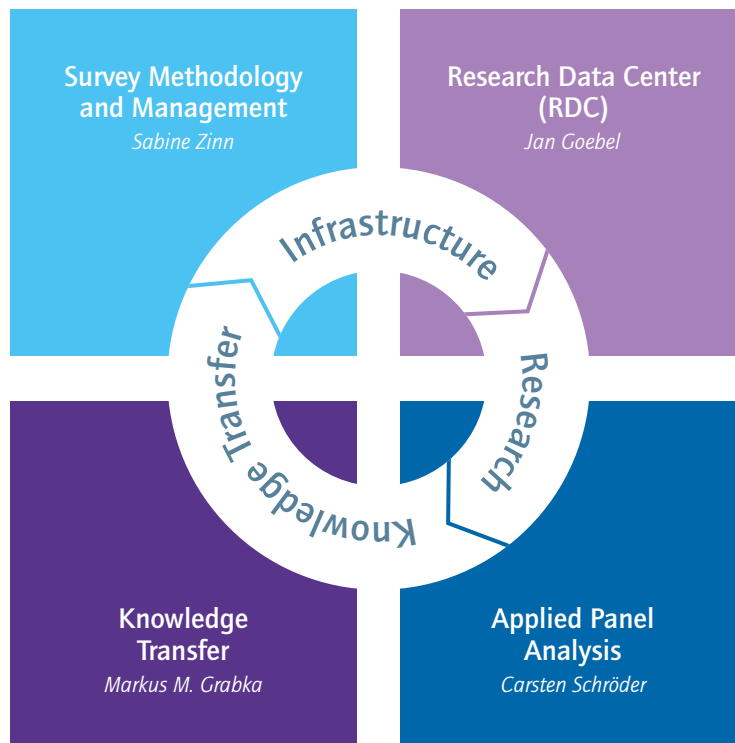 Survey Methodology
and Management
Sabine Zinn
Research Data Center
(RDC)
Jan Goebel
Infrastructure
Research
Knowledge Transfer
Knowledge
Transfer
Markus M. Grabka
Applied Panel
Analysis
Carsten Schröder